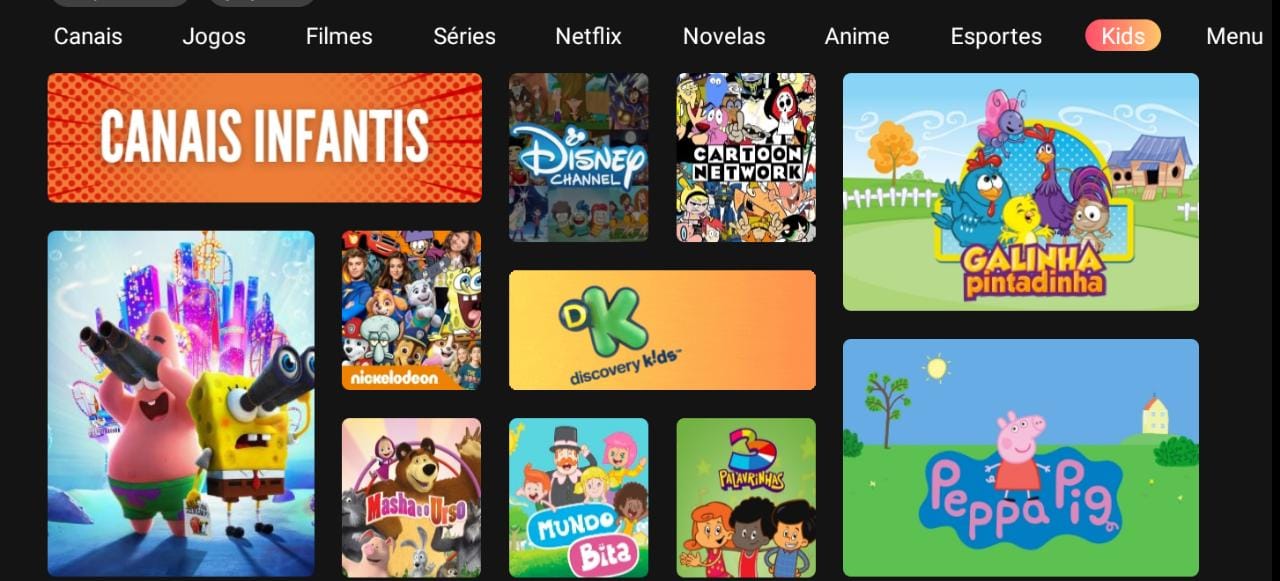 Canais Jogos Filmes Séries Netflix Novelas Anime Esportes Kids Menu
CANAIS INFANTIS
DISNEY
CHANNEL
CARTOON
NETWORK
GALINHA
pintadinha
nickelodeon
DK
discovery k!ds™
Masha e o Urso
MUNDO
Bita
3
PALAVRINHAS
Peppa Pig